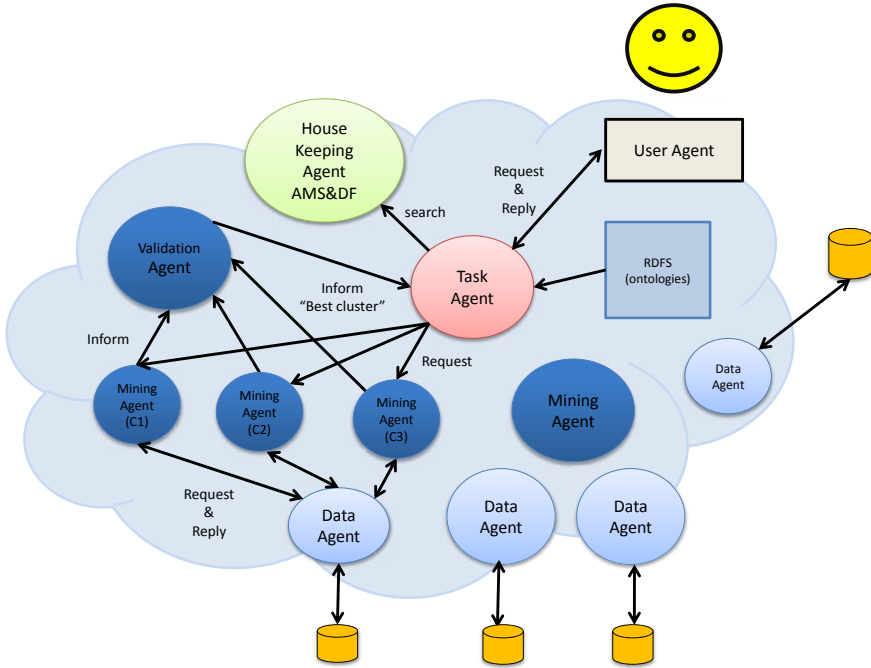 House
Keeping
Agent
AMS&DF
User Agent
Request
&
Reply
search
Validation
Agent
Task
Agent
RDFS
(ontologies)
Inform
“Best cluster”
Inform
Request
Data
Agent
Mining
Agent
(C1)
Mining
Agent
(C2)
Mining
Agent
(C3)
Mining
Agent
Request
&
Reply
Data
Agent
Data
Agent
Data
Agent